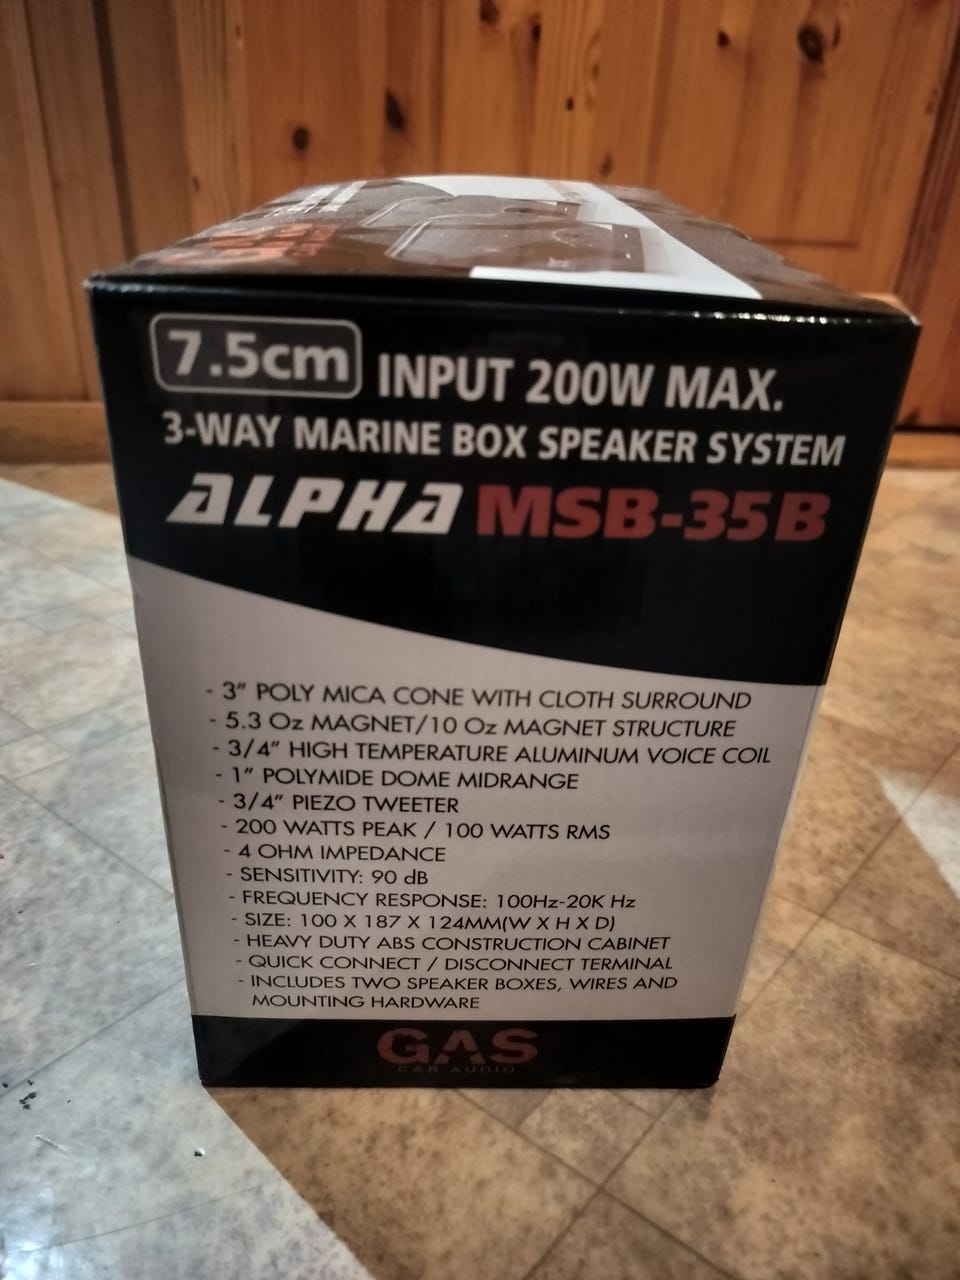 7.5cm INPUT 200W MAX.
3-WAY MARINE BOX SPEAKER SYSTEM
ALPHA MSB-35B
- 3" POLY MICA CONE WITH CLOTH SURROUND
- 5.3 Oz MAGNET/10 Oz MAGNET STRUCTURE
- 3/4" HIGH TEMPERATURE ALUMINUM VOICE COIL
- 1" POLYMIDE DOME MIDRANGE
- 3/4" PIEZO TWEETER
- 200 WATTS PEAK / 100 WATTS RMS
- 4 OHM IMPEDANCE
- SENSITIVITY: 90 dB
- FREQUENCY RESPONSE: 100Hz-20K Hz
- SIZE: 100 X 187 X 124MM(W X H X D)
- HEAVY DUTY ABS CONSTRUCTION CABINET
- QUICK CONNECT / DISCONNECT TERMINAL
- INCLUDES TWO SPEAKER BOXES, WIRES AND
MOUNTING HARDWARE
GAS
CAR AUDIO